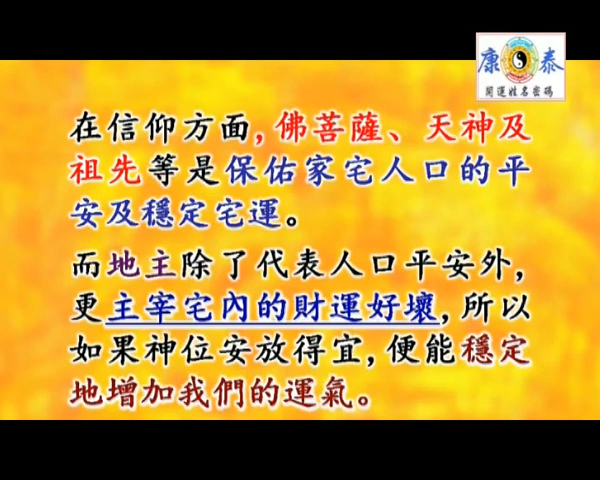 康 泰
開運姓名密碼
在信仰方面,佛菩薩、天神及
祖先等是保佑家宅人口的平
安及穩定宅運。
而地主除了代表人口平安外,
更主宰宅內的財運好壞,所以
如果神位安放得宜,便能穩定
地增加我們的運氣。